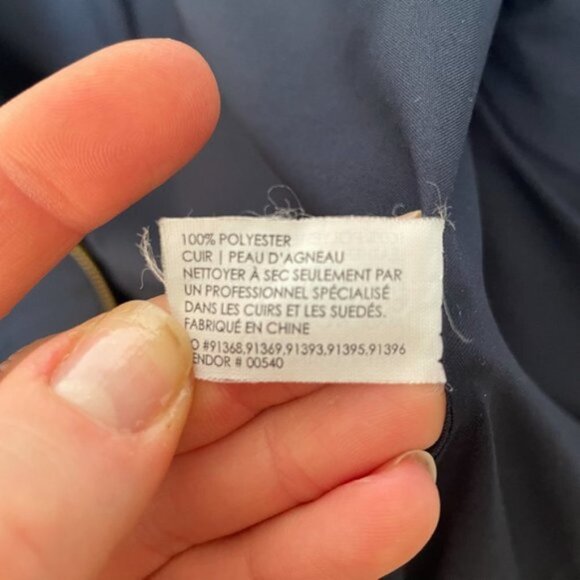 100% POLYESTER
CUIR | PEAU D'AGNEAU
NETTOYER À SEC SEULEMENT PAR
UN PROFESSIONNEL SPÉCIALISÉ
DANS LES CUIRS ET LES SUEDÉS.
FABRIQUÉ EN CHINE
O #91368,91369,91393,91395,91396
ENDOR # 00540